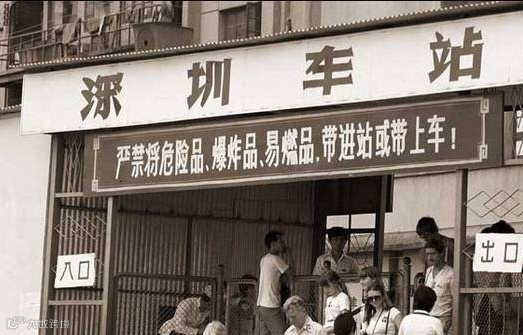 深圳车站
严禁将危险品、爆炸品、易燃品，带进站或带上车！
入口
出口